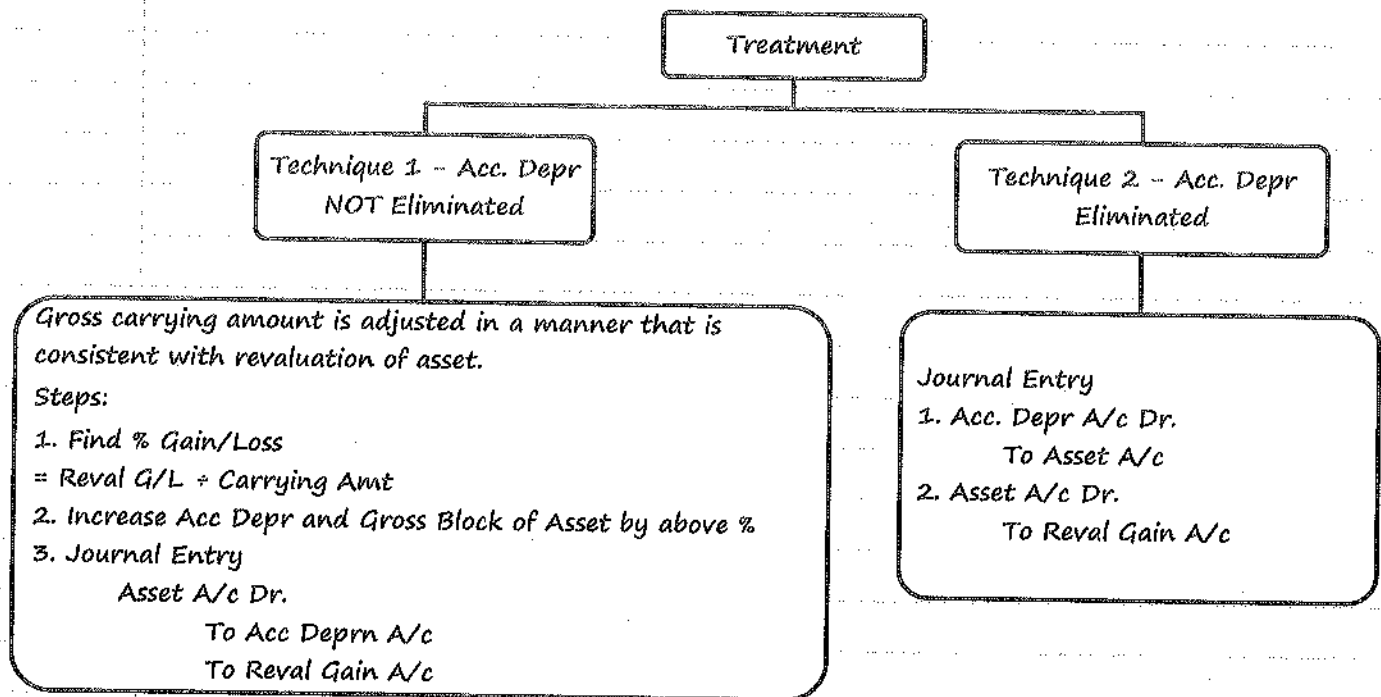 Treatment
Technique 1 - Acc. Depr
NOT Eliminated
Technique 2 - Acc. Depr
Eliminated
Gross carrying amount is adjusted in a manner that is
consistent with revaluation of asset.
Steps:
1. Find % Gain/Loss
= Reval G/L ÷ Carrying Amt
2. Increase Acc Depr and Gross Block of Asset by above %
3. Journal Entry
Asset A/c Dr.
To Acc Deprn A/c
To Reval Gain A/c
Journal Entry
1. Acc. Depr A/c Dr.
To Asset A/c
2. Asset A/c Dr.
To Reval Gain A/c